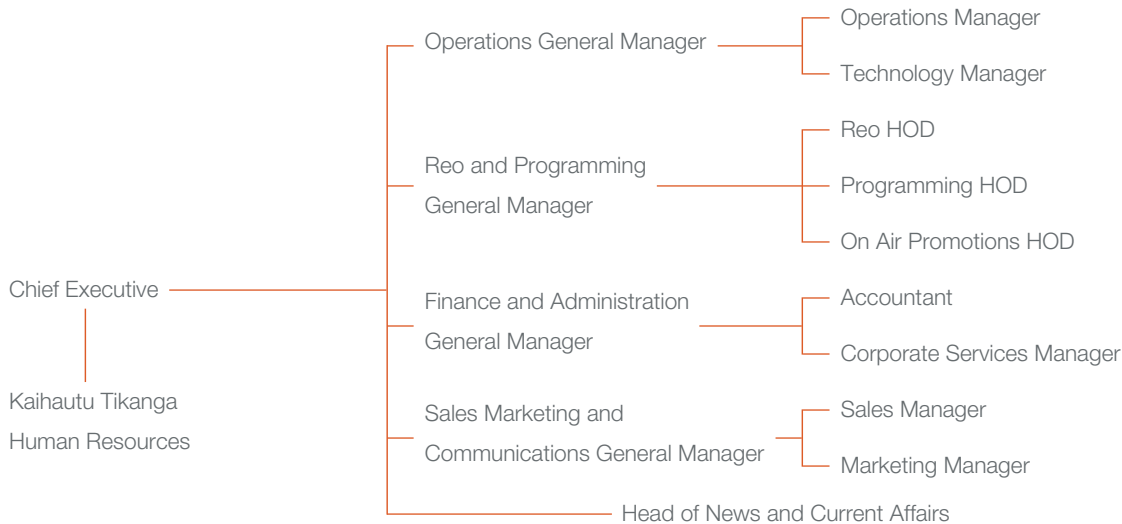 Operations Manager
Operations General Manager
Technology Manager
Reo HOD
Reo and Programming
General Manager
Programming HOD
On Air Promotions HOD
Chief Executive
Finance and Administration
General Manager
Accountant
Corporate Services Manager
Kaihautu Tikanga
Human Resources
Sales Marketing and
Communications General Manager
Sales Manager
Marketing Manager
Head of News and Current Affairs